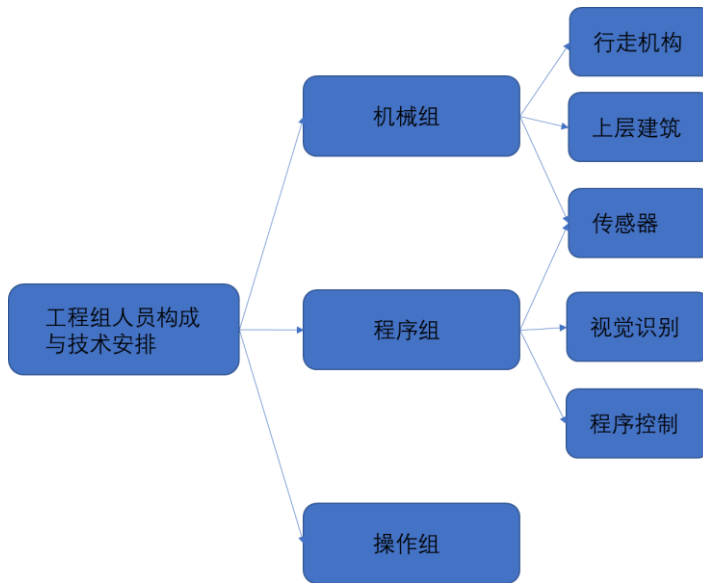 行走机构
机械组
上层建筑
传感器
工程组人员构成
与技术安排
程序组
视觉识别
程序控制
操作组